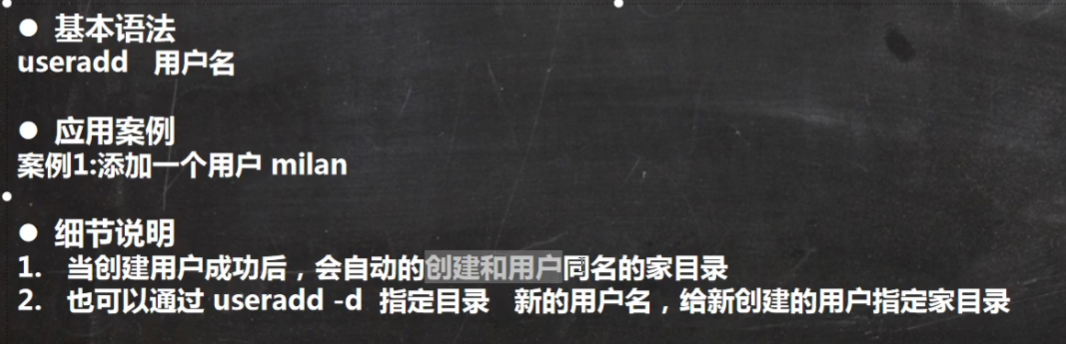 ● 基本语法
useradd 用户名
● 应用案例
案例1:添加一个用户 milan
● 细节说明
1. 当创建用户成功后，会自动的创建和用户同名的家目录
2. 也可以通过 useradd -d 指定目录 新的用户名，给新创建的用户指定家目录